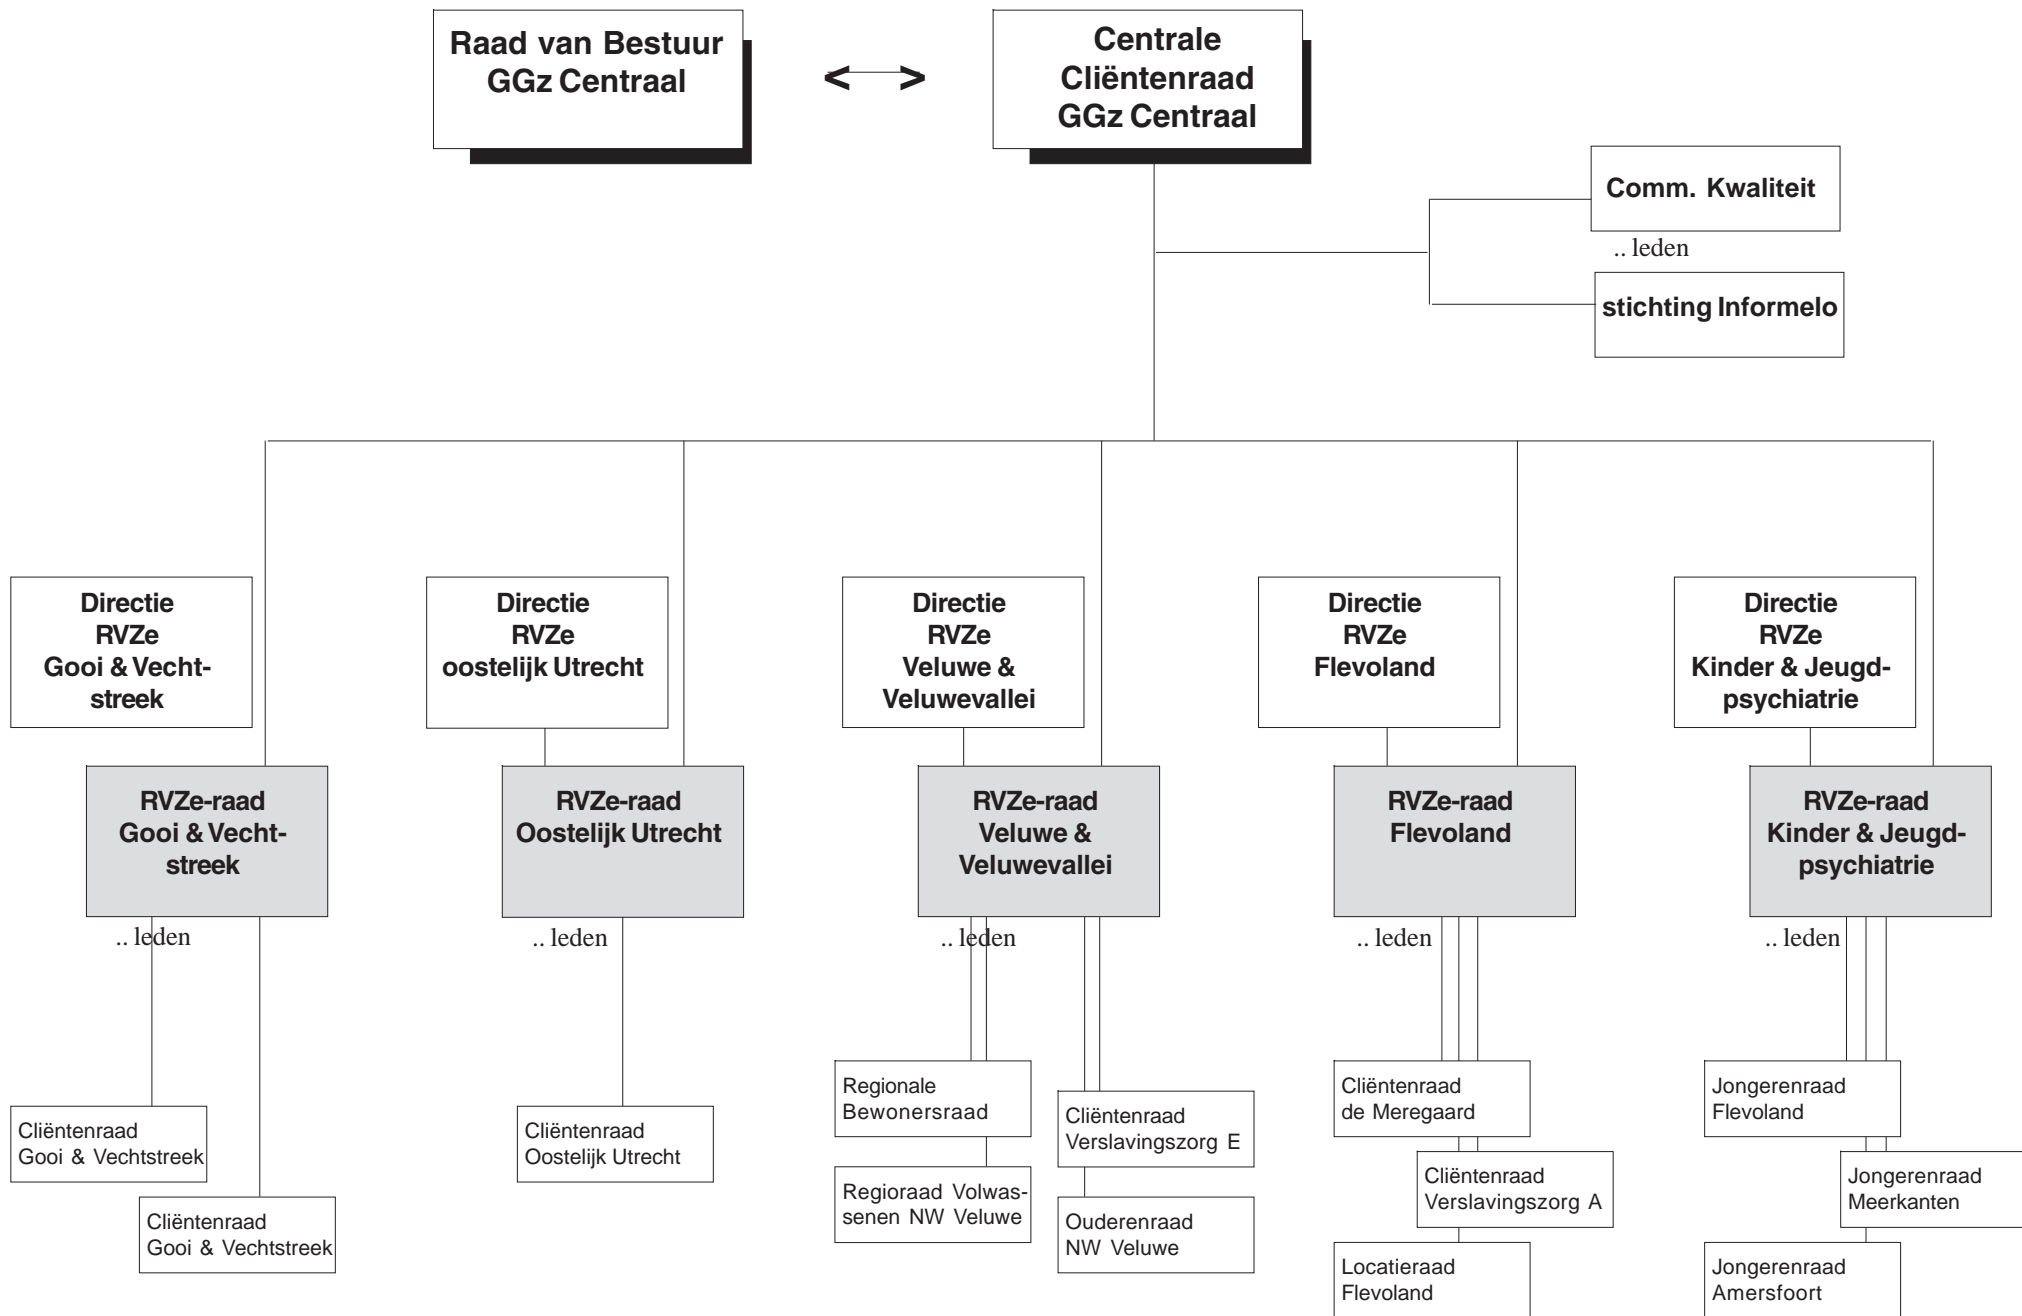 Raad van Bestuur
GGz Centraal
< >
Centrale
Cliëntenraad
GGz Centraal
Comm. Kwaliteit
.. leden
stichting Informelo
Directie
RVZe
Gooi & Vecht-
streek
Directie
RVZe
oostelijk Utrecht
Directie
RVZe
Veluwe &
Veluwevallei
Directie
RVZe
Flevoland
Directie
RVZe
Kinder & Jeugd-
psychiatrie
RVZe-raad
Gooi & Vecht-
streek
RVZe-raad
Oostelijk Utrecht
RVZe-raad
Veluwe &
Veluwevallei
RVZe-raad
Flevoland
RVZe-raad
Kinder & Jeugd-
psychiatrie
.. leden
.. leden
.. leden
.. leden
.. leden
Cliëntenraad
Gooi & Vechtstreek
Cliëntenraad
Gooi & Vechtstreek
Cliëntenraad
Oostelijk Utrecht
Regionale
Bewonersraad
Cliëntenraad
Verslavingszorg E
Regioraad Volwas-
senen NW Veluwe
Ouderenraad
NW Veluwe
Cliëntenraad
de Meregaard
Cliëntenraad
Verslavingszorg A
Locatieraad
Flevoland
Jongerenraad
Flevoland
Jongerenraad
Meerkanten
Jongerenraad
Amersfoort